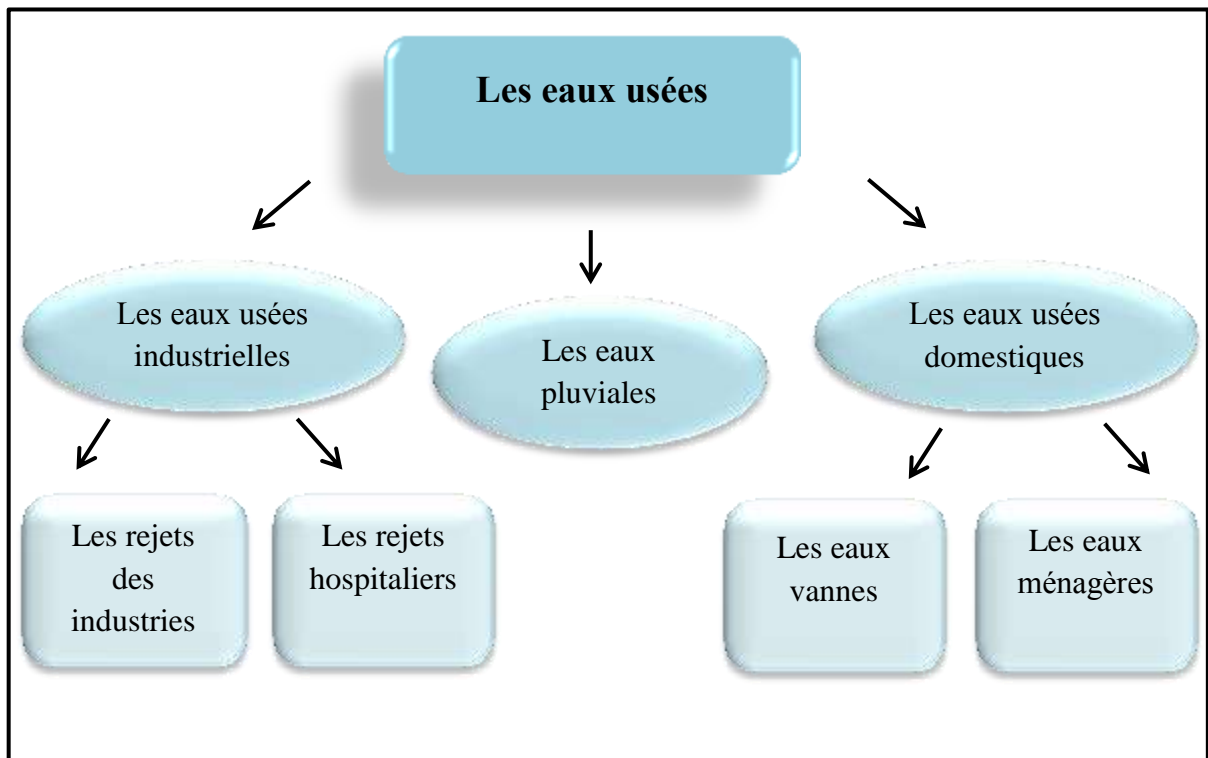 Les eaux usées
Les eaux usées
industrielles
Les eaux
pluviales
Les eaux usées
domestiques
Les rejets
des
industries
Les rejets
hospitaliers
Les eaux
vannes
Les eaux
ménagères